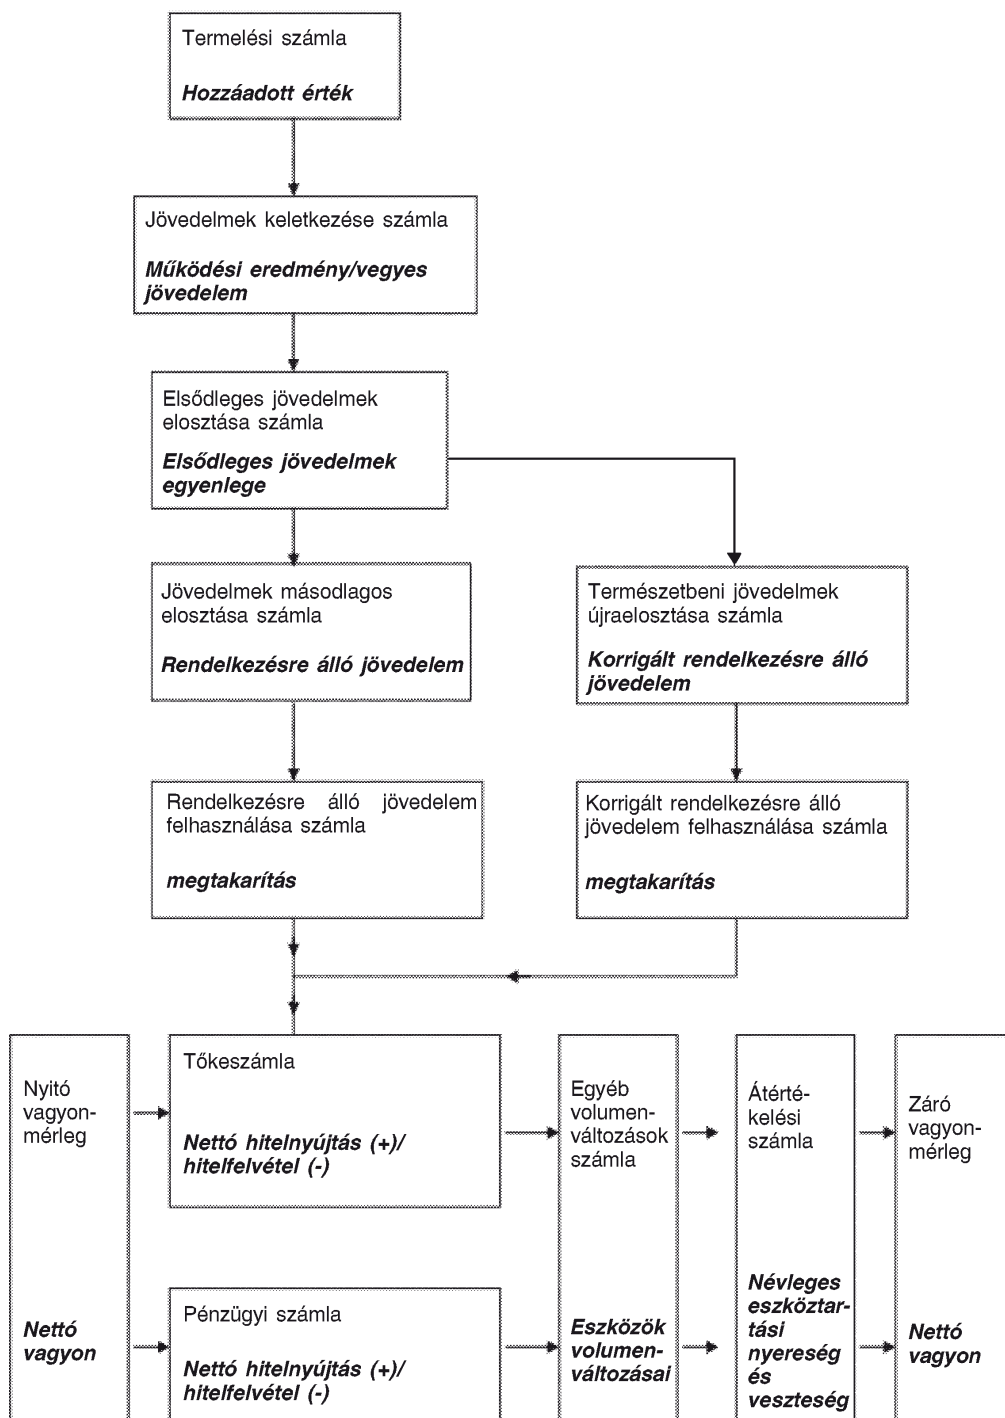 Termelési számla
Hozzáadott érték
Jövedelmek keletkezése számla
Működési eredmény/vegyes
jövedelem
Elsődleges jövedelmek
elosztása számla
Elsődleges jövedelmek
egyenlege
Jövedelmek másodlagos
elosztása számla
Rendelkezésre álló jövedelem
Természetbeni jövedelmek
újraelosztása számla
Korrigált rendelkezésre álló
jövedelem
Rendelkezésre álló jövedelem
felhasználása számla
megtakarítás
Korrigált rendelkezésre álló
jövedelem felhasználása számla
megtakarítás
Nyitó
vagyon-
mérleg
Nettó
vagyon
Tőkeszámla
Nettó hitelnyújtás (+)/
hitelfelvétel (-)
Pénzügyi számla
Nettó hitelnyújtás (+)/
hitelfelvétel (-)
Egyéb
volumen-
változások
számla
Eszközök
volumen-
változásai
Átérté-
kelési
számla
Névleges
eszköztar-
tási
nyereség
és
veszteség
Záró
vagyon-
mérleg
Nettó
vagyon